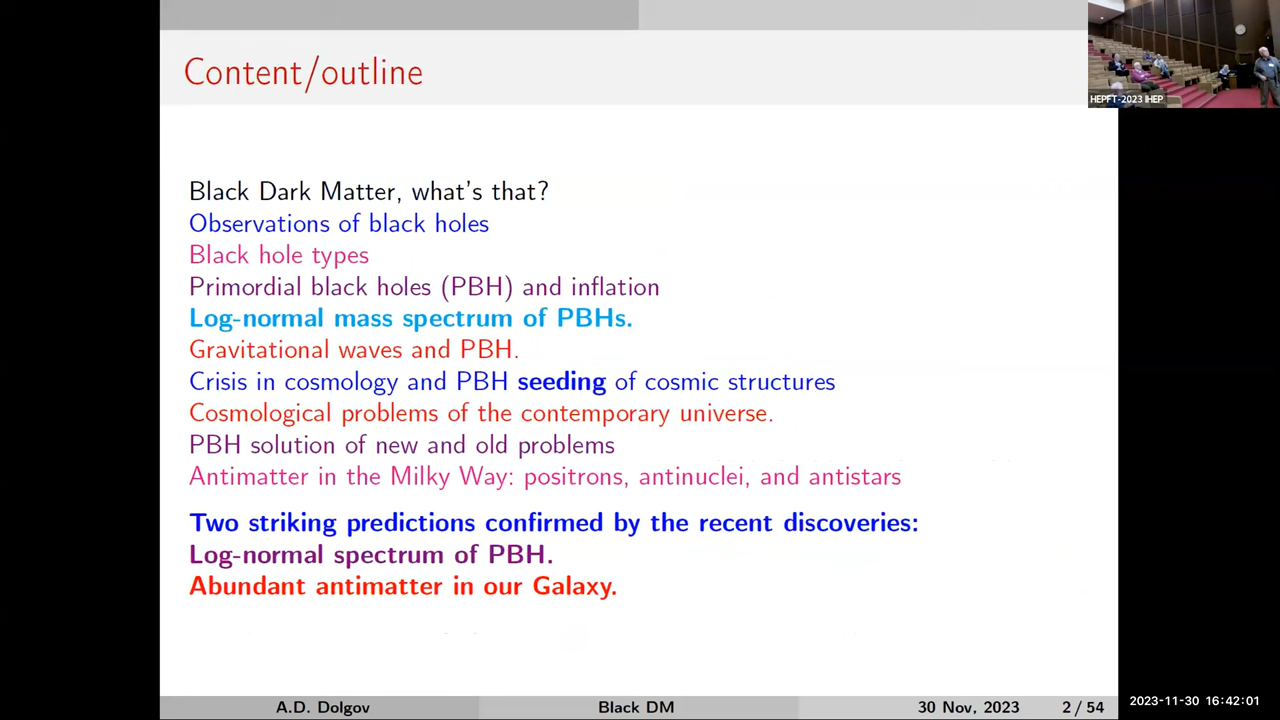 Content/outline
HEPFT-2023 IHEP
Black Dark Matter, what's that?
Observations of black holes
Black hole types
Primordial black holes (PBH) and inflation
Log-normal mass spectrum of PBHs.
Gravitational waves and PBH.
Crisis in cosmology and PBH seeding of cosmic structures
Cosmological problems of the contemporary universe.
PBH solution of new and old problems
Antimatter in the Milky Way: positrons, antinuclei, and antistars
Two striking predictions confirmed by the recent discoveries:
Log-normal spectrum of PBH.
Abundant antimatter in our Galaxy.
A.D. Dolgov Black DM 30 Nov, 2023 2 / 54
2023-11-30 16:42:01